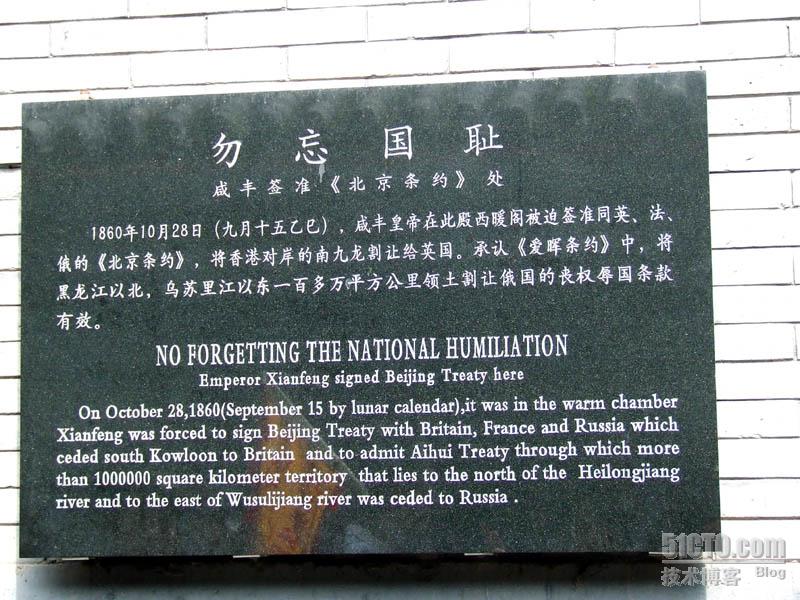 勿忘国耻
咸丰签准《北京条约》处
1860年10月28日（九月十五乙巳），咸丰皇帝在此殿西暖阁被迫签准同英、法、
俄的《北京条约》，将香港对岸的南九龙割让给英国。承认《爱晖条约》中，将
黑龙江以北，乌苏里江以东一百多万平方公里领土割让俄国的丧权辱国条款
有效。
NO FORGETTING THE NATIONAL HUMILIATION
Emperor Xianfeng signed Beijing Treaty here
On October 28,1860(September 15 by lunar calendar),it was in the warm chamber
Xianfeng was forced to sign Beijing Treaty with Britain, France and Russia which
ceded south Kowloon to Britain and to admit Aihui Treaty through which more
than 1000000 square kilometer territory that lies to the north of the Heilongjiang
river and to the east of Wusulijiang river was ceded to Russia .
51CTO.com
技术博客 Blog